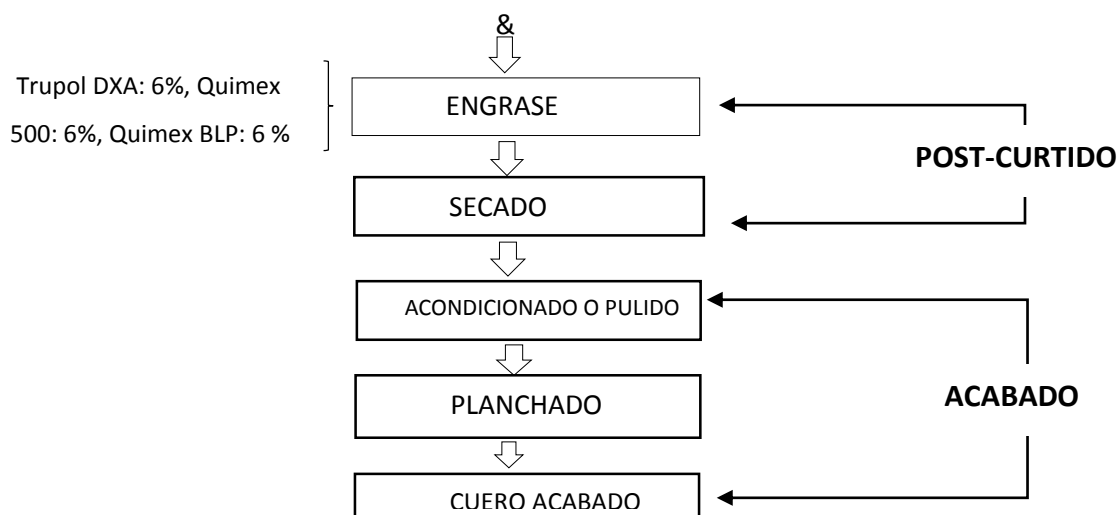 &
Trupol DXA: 6%, Quimex
500: 6%, Quimex BLP: 6 %
ENGRASE
POST-CURTIDO
SECADO
ACONDICIONADO O PULIDO
PLANCHADO
ACABADO
CUERO ACABADO